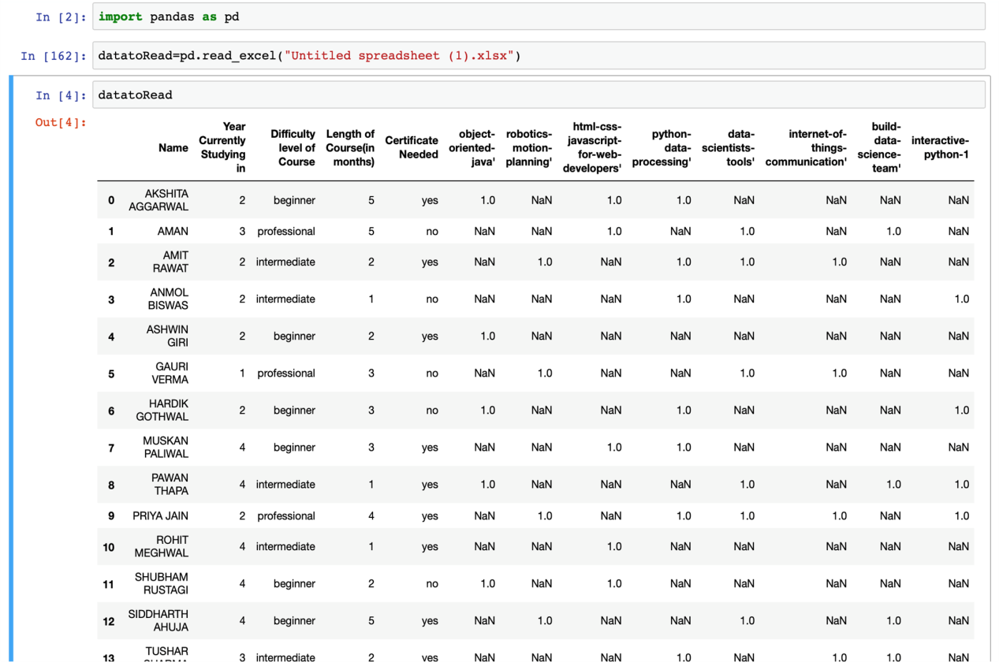 In [2]: import pandas as pd
In [162]: datatoRead=pd.read_excel("Untitled spreadsheet (1).xlsx")
In [4]: datatoRead
Out[4]:
Name Year Currently Studying in Difficulty level of Course Length of Course(in months) Certificate Needed object-oriented-java' robotics-motion-planning' html-css-javascript-for-web-developers' python-data-processing' data-scientists-tools' internet-of-things-communication' build-data-science-team' interactive-python-1
0 AKSHITA AGGARWAL 2 beginner 5 yes 1.0 NaN 1.0 1.0 NaN NaN NaN NaN
1 AMAN 3 professional 5 no NaN NaN 1.0 NaN 1.0 NaN 1.0 NaN
2 AMIT RAWAT 2 intermediate 2 yes NaN 1.0 NaN 1.0 1.0 1.0 NaN NaN
3 ANMOL BISWAS 2 intermediate 1 no NaN NaN NaN 1.0 NaN NaN NaN 1.0
4 ASHWIN GIRI 2 beginner 2 yes 1.0 NaN NaN NaN NaN NaN NaN NaN
5 GAURI VERMA 1 professional 3 no NaN 1.0 NaN NaN 1.0 1.0 NaN NaN
6 HARDIK GOTHWAL 2 beginner 3 no 1.0 NaN NaN 1.0 NaN NaN NaN 1.0
7 MUSKAN PALIWAL 4 beginner 3 yes NaN NaN 1.0 1.0 NaN NaN NaN NaN
8 PAWAN THAPA 4 intermediate 1 yes 1.0 NaN NaN NaN 1.0 NaN 1.0 1.0
9 PRIYA JAIN 2 professional 4 yes NaN 1.0 NaN 1.0 1.0 1.0 NaN 1.0
10 ROHIT MEGHWAL 4 intermediate 1 yes NaN NaN 1.0 NaN NaN NaN NaN NaN
11 SHUBHAM RUSTAGI 4 beginner 2 no 1.0 NaN 1.0 NaN NaN NaN NaN NaN
12 SIDDHARTH AHUJA 4 beginner 5 yes NaN 1.0 NaN NaN 1.0 NaN 1.0 NaN
13 TUSHAR 3 intermediate 2 yes NaN NaN NaN 1.0 NaN 1.0 1.0 NaN